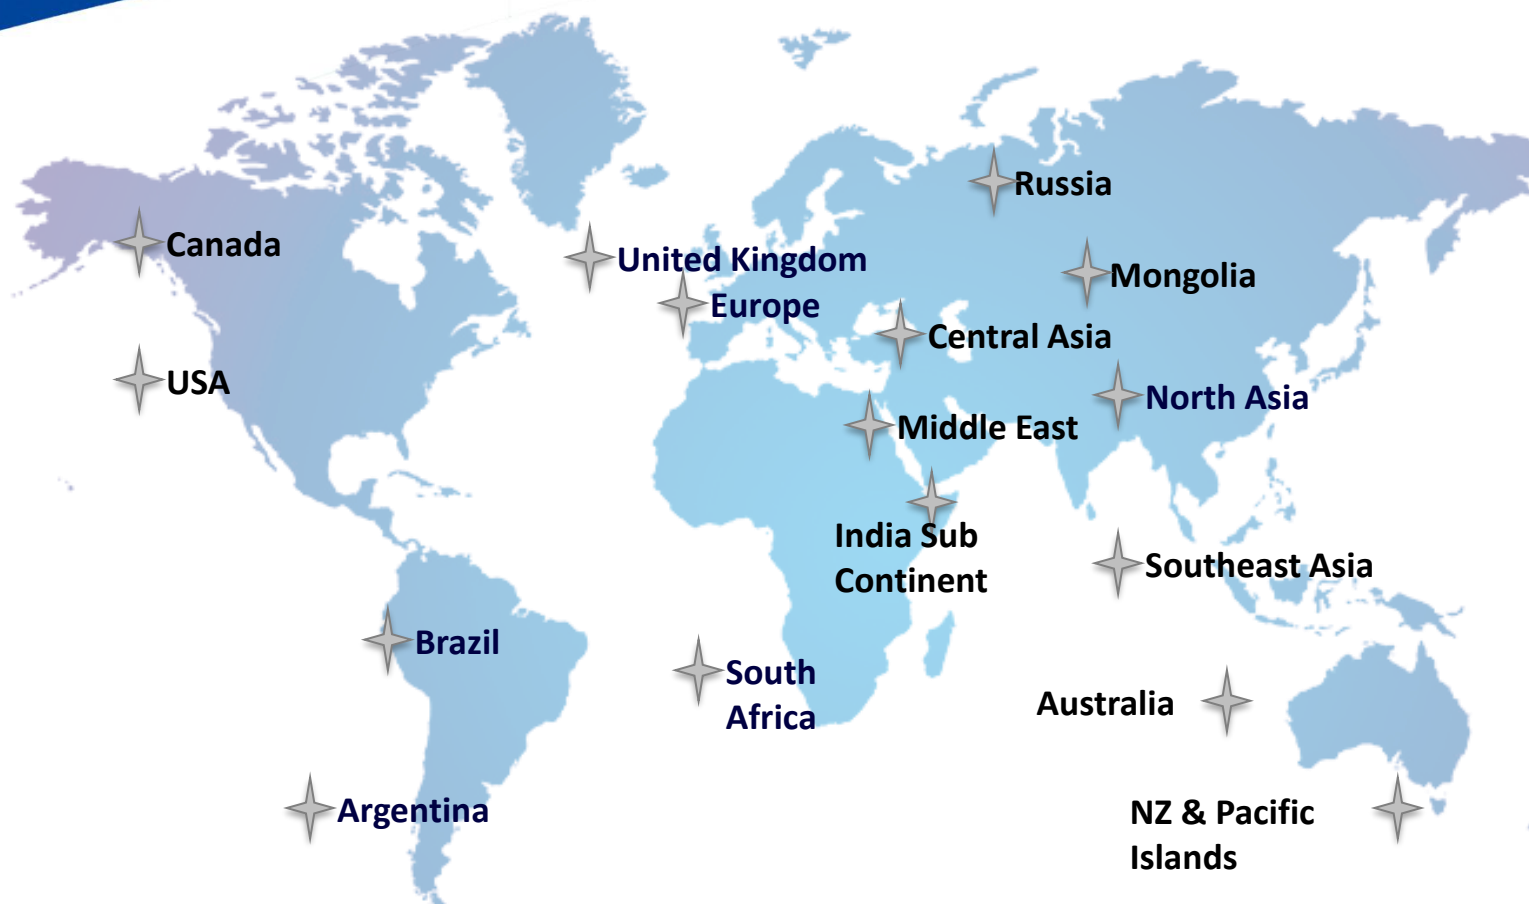 Russia
Canada
United Kingdom
Mongolia
Europe
Central Asia
USA
North Asia
Middle East
India Sub
Continent
Southeast Asia
Brazil
South
Africa
Australia
Argentina
NZ & Pacific
Islands